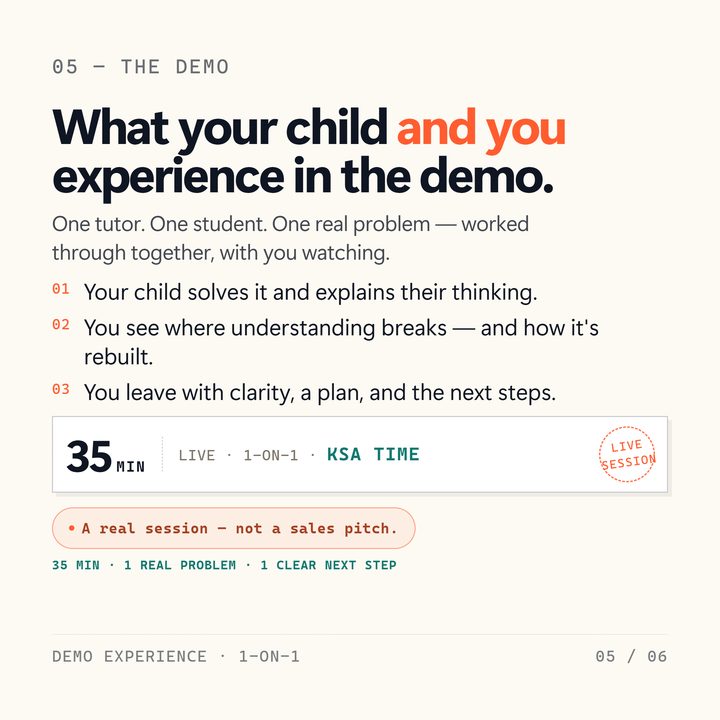 05 — THE DEMO
What your child and you
experience in the demo.
One tutor. One student. One real problem — worked
through together, with you watching.
01 Your child solves it and explains their thinking.
02 You see where understanding breaks — and how it's
rebuilt.
03 You leave with clarity, a plan, and the next steps.
35 MIN LIVE · 1-ON-1 · KSA TIME
LIVE
SESSION
• A real session — not a sales pitch.
35 MIN · 1 REAL PROBLEM · 1 CLEAR NEXT STEP
DEMO EXPERIENCE · 1-ON-1 05 / 06